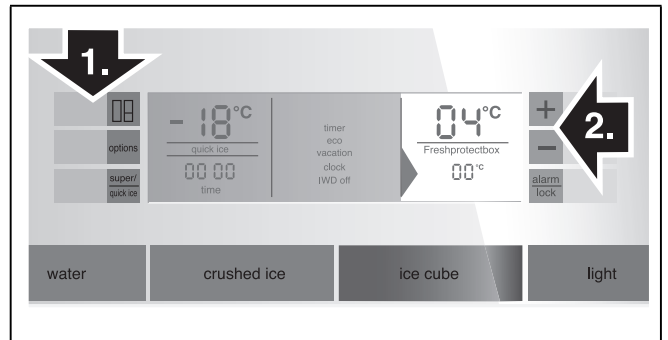 1.
options
super/
quick ice
- 18°C
quick ice
00 00
time
timer
eco
vacation
clock
IWD off
04°C
Freshprotectbox
00°C
+
-
alarm
lock
2.
water
crushed ice
ice cube
light